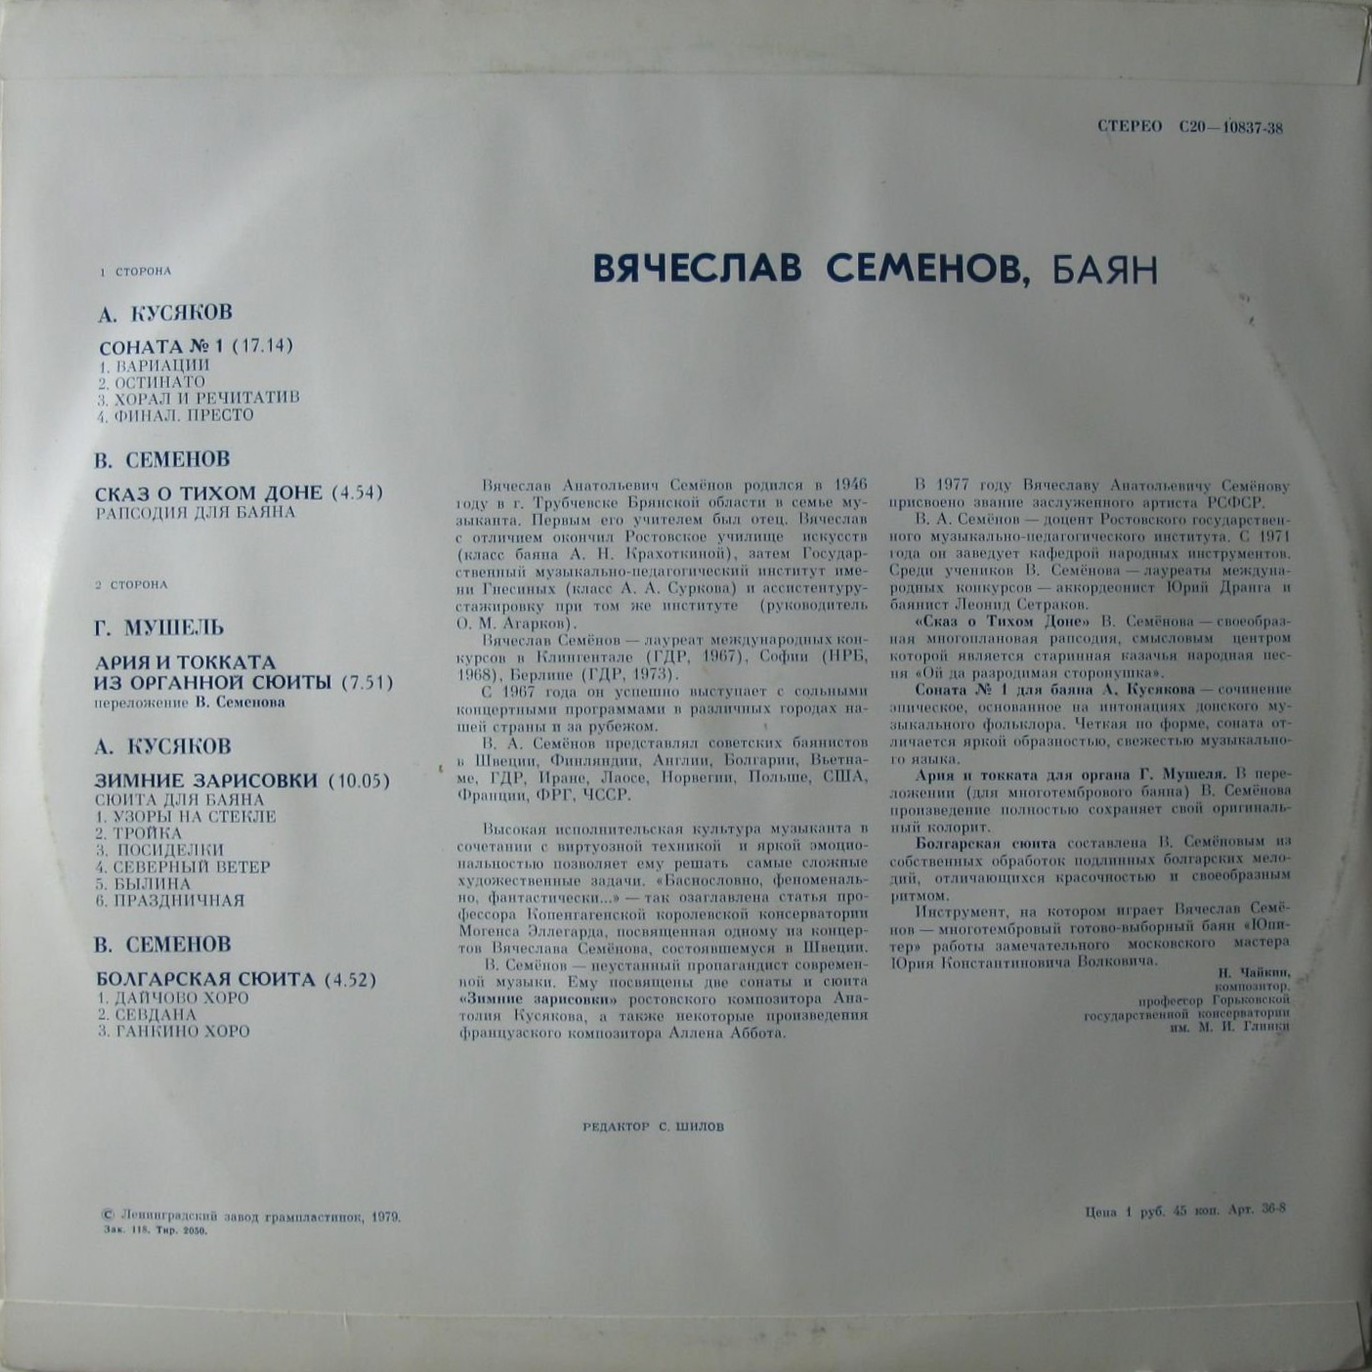 СТЕРЕО С20—10837-38
ВЯЧЕСЛАВ СЕМЕНОВ, БАЯН
1 СТОРОНА
А. КУСЯКОВ
СОНАТА № 1 (17.14)
1. ВАРИАЦИИ
2. ОСТИНАТО
3. ХОРАЛ И РЕЧИТАТИВ
4. ФИНАЛ. ПРЕСТО
В. СЕМЕНОВ
СКАЗ О ТИХОМ ДОНЕ (4.54)
РАПСОДИЯ ДЛЯ БАЯНА
2 СТОРОНА
Г. МУШЕЛЬ
АРИЯ И ТОККАТА
ИЗ ОРГАННОЙ СЮИТЫ (7.51)
переложение В. Семенова
А. КУСЯКОВ
ЗИМНИЕ ЗАРИСОВКИ (10.05)
СЮИТА ДЛЯ БАЯНА
1. УЗОРЫ НА СТЕКЛЕ
2. ТРОЙКА
3. ПОСИДЕЛКИ
4. СЕВЕРНЫЙ ВЕТЕР
5. БЫЛИНА
6. ПРАЗДНИЧНАЯ
В. СЕМЕНОВ
БОЛГАРСКАЯ СЮИТА (4.52)
1. ДАЙЧОВО ХОРО
2. СЕВДАНА
3. ГАНКИНО ХОРО
Вячеслав Анатольевич Семёнов родился в 1946
году в г. Трубчевске Брянской области в семье му-
зыканта. Первым его учителем был отец. Вячеслав
с отличием окончил Ростовское училище искусств
(класс баяна А. Н. Крахоткиной), затем Государ-
ственный музыкально-педагогический институт име-
ни Гнесиных (класс А. А. Суркова) и ассистентуру-
стажировку при том же институте (руководитель
О. М. Агарков).
Вячеслав Семёнов — лауреат международных кон-
курсов в Клингентале (ГДР, 1967), Софии (НРБ,
1968), Берлине (ГДР, 1973).
С 1967 года он успешно выступает с сольными
концертными программами в различных городах на-
шей страны и за рубежом.
В. А. Семёнов представлял советских баянистов
в Швеции, Финляндии, Англии, Болгарии, Вьетна-
ме, ГДР, Иране, Лаосе, Норвегии, Польше, США,
Франции, ФРГ, ЧССР.
Высокая исполнительская культура музыканта в
сочетании с виртуозной техникой и яркой эмоцио-
нальностью позволяет ему решать самые сложные
художественные задачи. «Баснословно, феноменаль-
но, фантастически...» — так озаглавлена статья про-
фессора Копенгагенской королевской консерватории
Могенса Эллегарда, посвященная одному из концер-
тов Вячеслава Семёнова, состоявшемуся в Швеции.
В. Семёнов — неустанный пропагандист современ-
ной музыки. Ему посвящены две сонаты и сюита
«Зимние зарисовки» ростовского композитора Ана-
толия Кусякова, а также некоторые произведения
французского композитора Аллена Аббота.
В 1977 году Вячеславу Анатольевичу Семёнову
присвоено звание заслуженного артиста РСФСР.
В. А. Семёнов — доцент Ростовского государствен-
ного музыкально-педагогического института. С 1971
года он заведует кафедрой народных инструментов.
Среди учеников В. Семёнова — лауреаты междуна-
родных конкурсов — аккордеонист Юрий Дранга и
баянист Леонид Сетраков.
«Сказ о Тихом Доне» В. Семёнова — своеобраз-
ная многоплановая рапсодия, смысловым центром
которой является старинная казачья народная пес-
ня «Ой да разродимая сторонушка».
Соната № 1 для баяна А. Кусякова — сочинение
эпическое, основанное на интонациях донского му-
зыкального фольклора. Четкая по форме, соната от-
личается яркой образностью, свежестью музыкально-
го языка.
Ария и токката для органа Г. Мушеля. В пере-
ложении (для многотембрового баяна) В. Семёнова
произведение полностью сохраняет свой оригиналь-
ный колорит.
Болгарская сюита составлена В. Семёновым из
собственных обработок подлинных болгарских мело-
дий, отличающихся красочностью и своеобразным
ритмом.
Инструмент, на котором играет Вячеслав Семё-
нов — многотембровый готово-выборный баян «Юпи-
тер» работы замечательного московского мастера
Юрия Константиновича Волковича.
Н. Чайкин,
композитор,
профессор Горьковской
государственной консерватории
им. М. И. Глинки
РЕДАКТОР С. ШИЛОВ
© Ленинградский завод грампластинок, 1979.
Зак. 118. Тир. 2050.
Цена 1 руб. 45 коп. Арт. 36-8